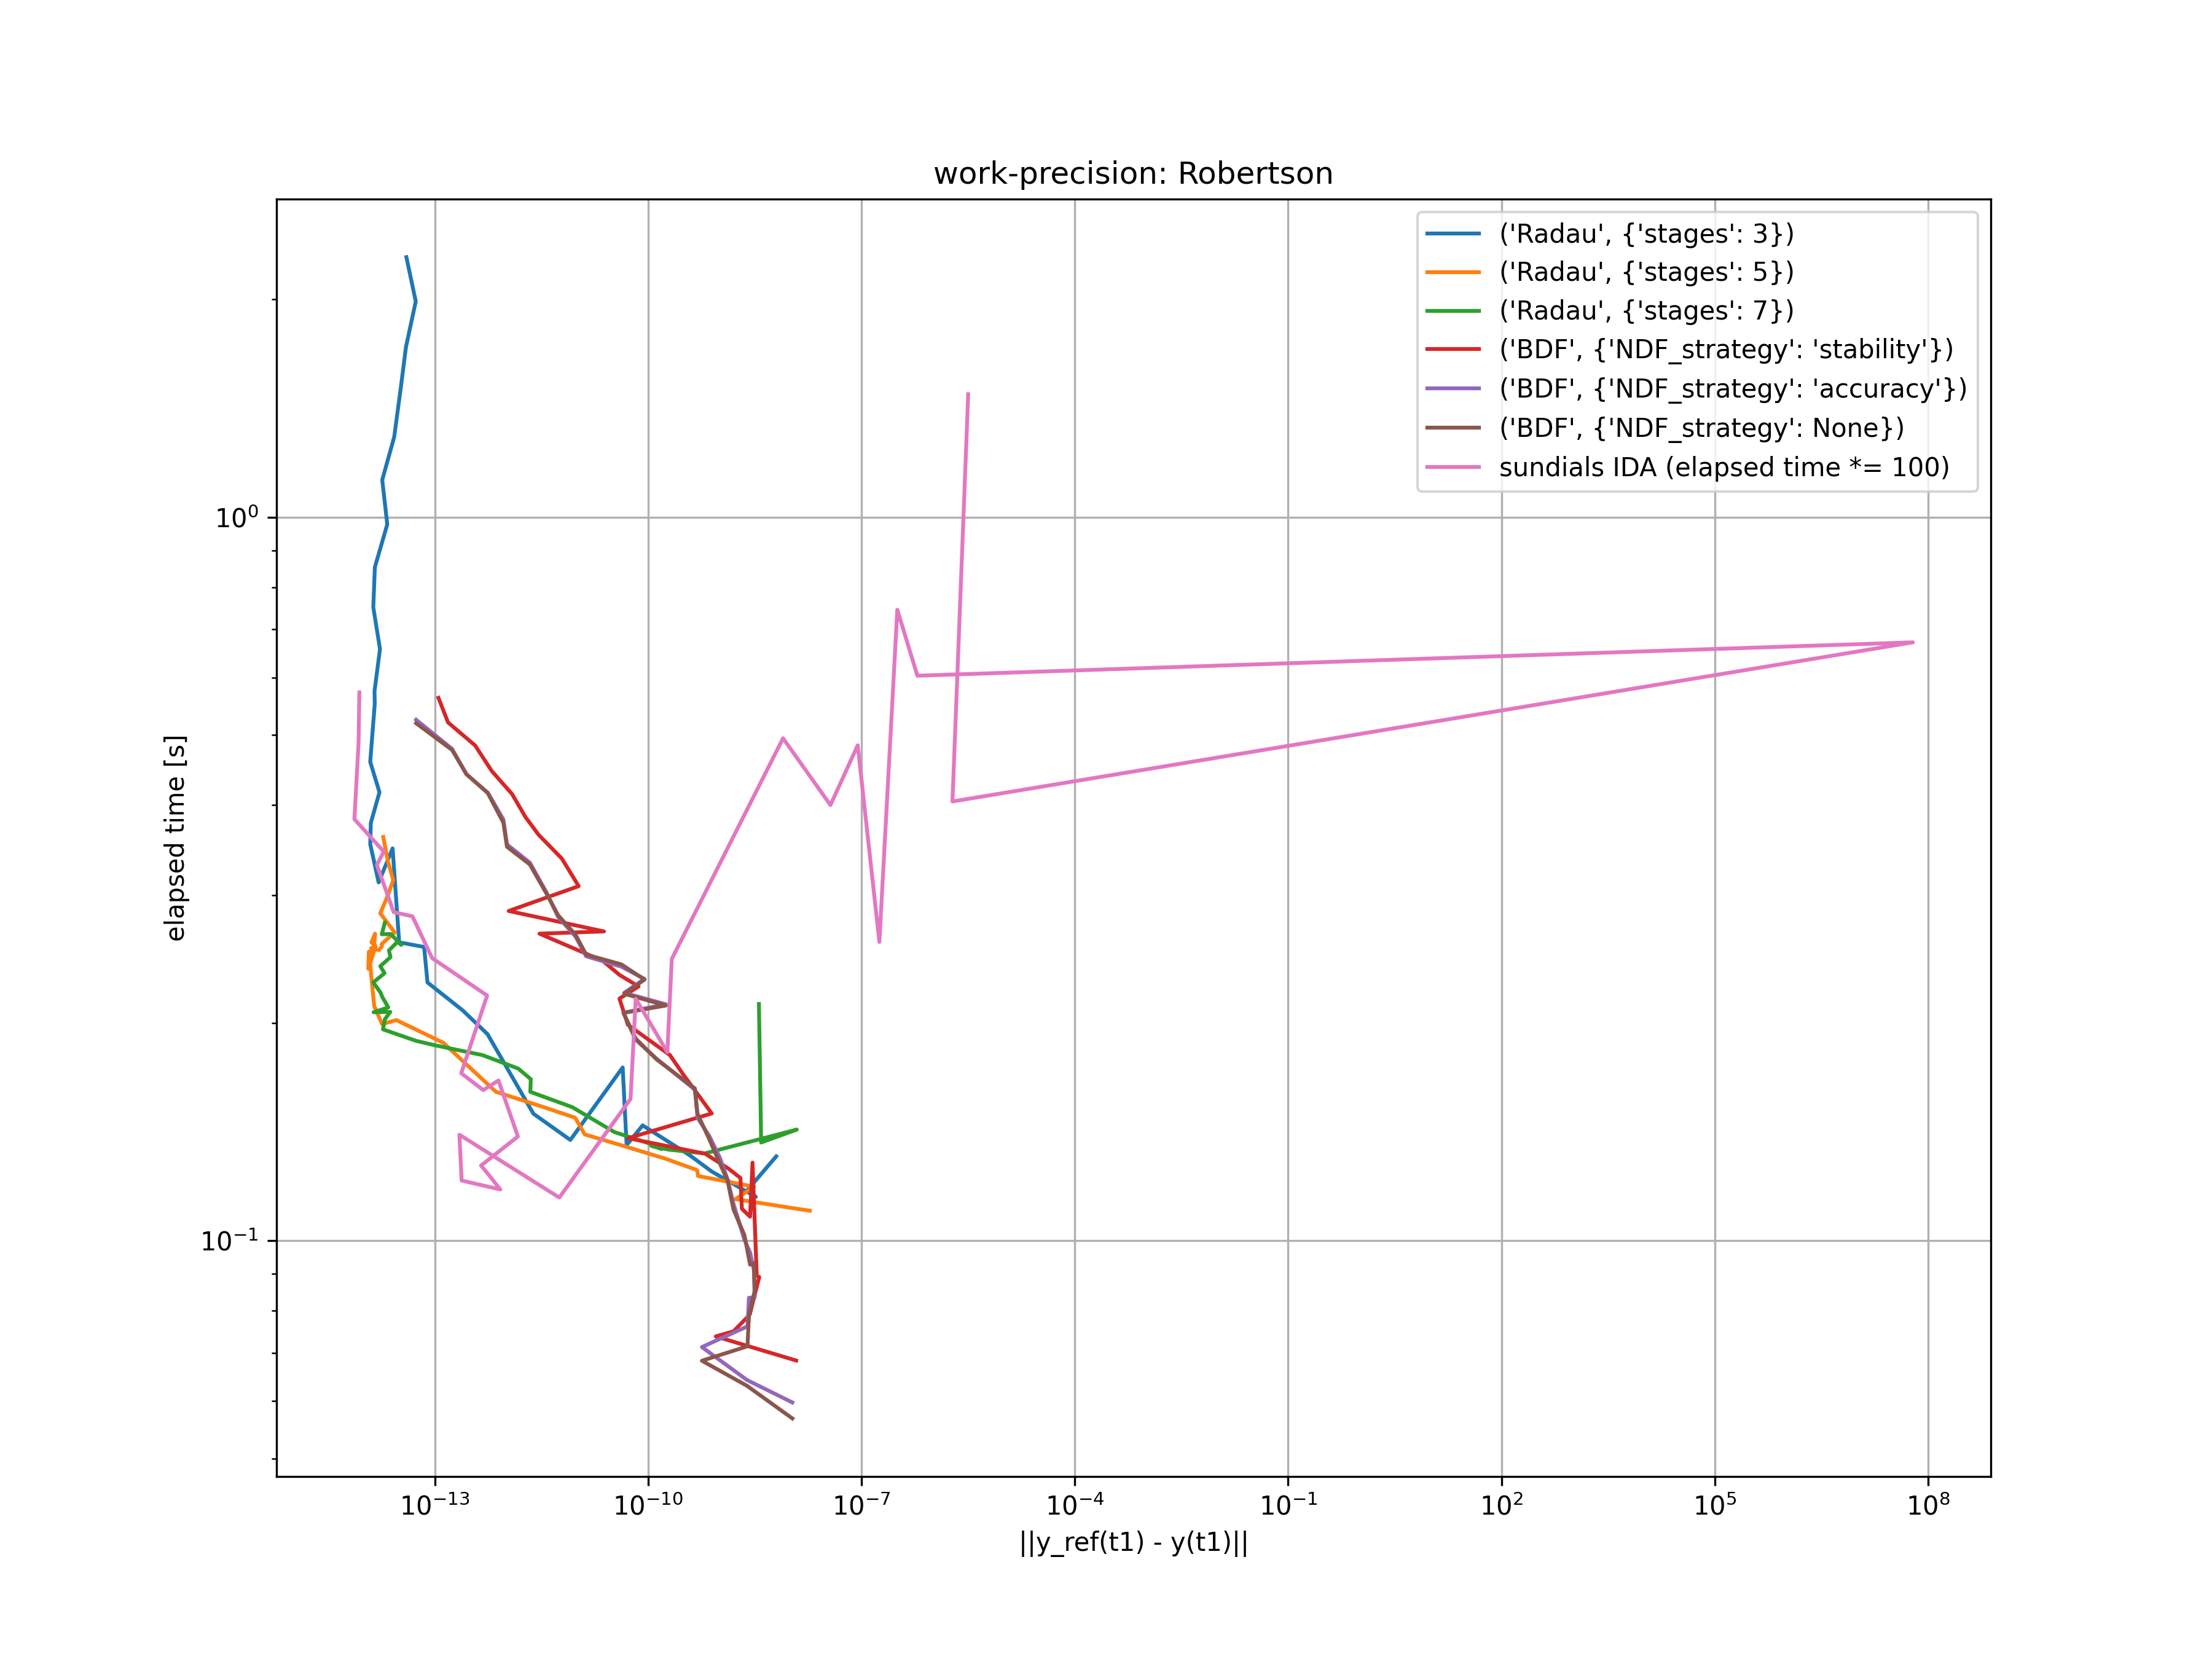 work-precision: Robertson
('Radau', {'stages': 3})
('Radau', {'stages': 5})
('Radau', {'stages': 7})
('BDF', {'NDF_strategy': 'stability'})
('BDF', {'NDF_strategy': 'accuracy'})
('BDF', {'NDF_strategy': None})
sundials IDA (elapsed time *= 100)
elapsed time [s]
10⁰
10⁻¹
10⁻¹³ 10⁻¹⁰ 10⁻⁷ 10⁻⁴ 10⁻¹ 10² 10⁵ 10⁸
||y_ref(t1) - y(t1)||